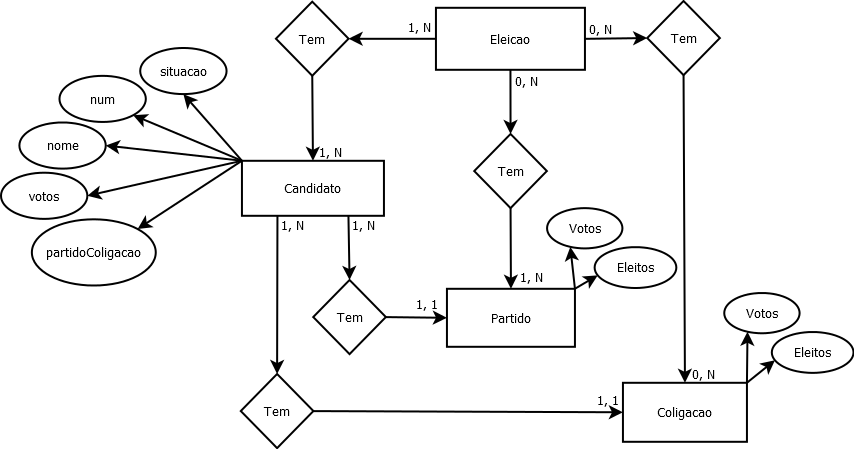 1, N
Eleicao
0, N
Tem
Tem
situacao
0, N
num
nome
1, N
Tem
Candidato
votos
1, N
1, N
Votos
partidoColigacao
Eleitos
1, N
1, 1
Tem
Partido
Votos
Eleitos
0, N
1, 1
Tem
Coligacao